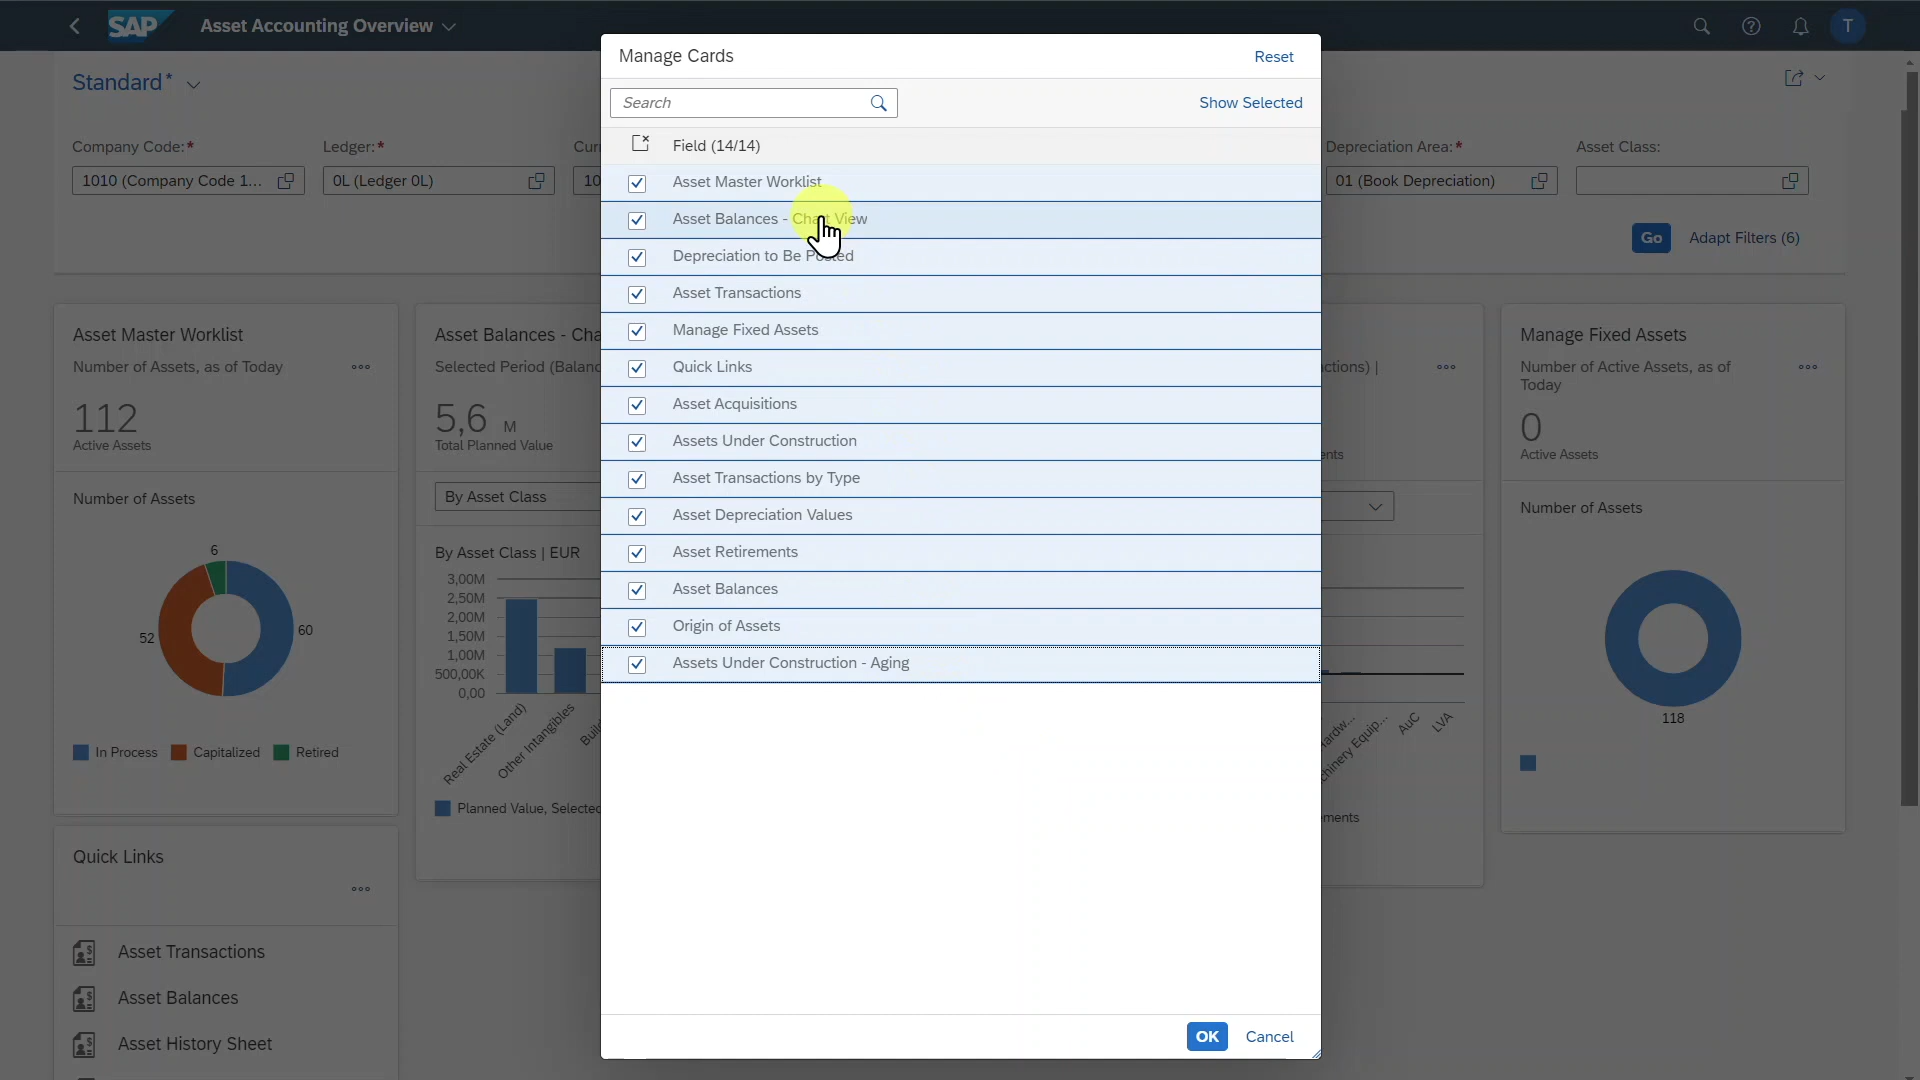 SAP
Asset Accounting Overview
T
Standard*
Company Code:*
Ledger:*
Depreciation Area:*
Asset Class:
1010 (Company Code 1...
0L (Ledger 0L)
10
01 (Book Depreciation)
Go
Adapt Filters (6)
Manage Cards
Reset
Search
Show Selected
Field (14/14)
Asset Master Worklist
Asset Balances - Chart View
Depreciation to Be Posted
Asset Transactions
Manage Fixed Assets
Quick Links
Asset Acquisitions
Assets Under Construction
Asset Transactions by Type
Asset Depreciation Values
Asset Retirements
Asset Balances
Origin of Assets
Assets Under Construction - Aging
OK
Cancel
Asset Master Worklist
Number of Assets, as of Today
112
Active Assets
Number of Assets
6
52
60
In Process
Capitalized
Retired
Quick Links
Asset Transactions
Asset Balances
Asset History Sheet
Asset Balances - Cha
Selected Period (Balanc
5,6 M
Total Planned Value
By Asset Class
By Asset Class | EUR
3,00M
2,50M
2,00M
1,50M
1,00M
500,00K
0,00
Real Estate (Land)
Other Intangibles
Planned Value, Selected
AuC
LVA
Manage Fixed Assets
Number of Active Assets, as of
Today
0
Active Assets
Number of Assets
118